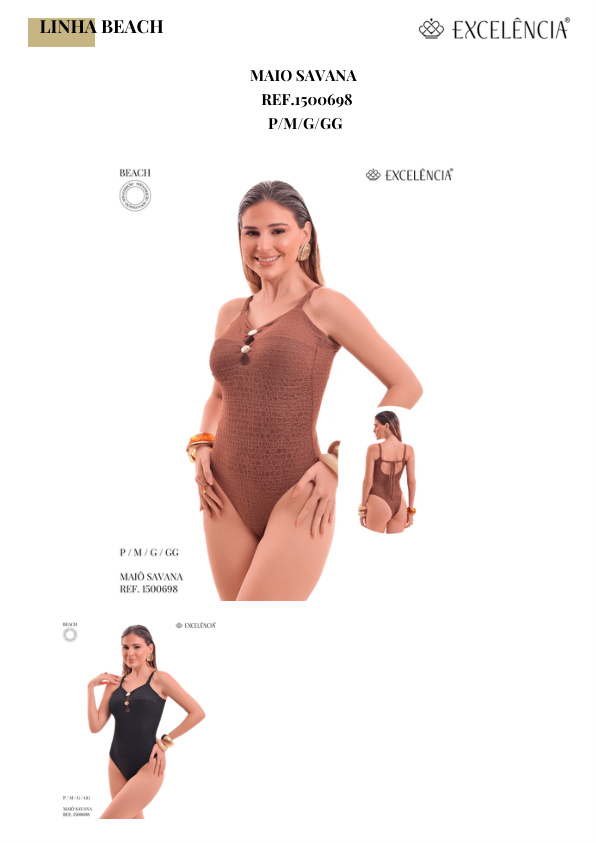 LINHA BEACH
EXCELÊNCIA®
MAIO SAVANA
REF.1500698
P/M/G/GG
BEACH
EXCELÊNCIA®
P / M / G / GG
MAIÔ SAVANA
REF. 1500698
BEACH
EXCELÊNCIA®
P / M / G / GG
MAIÔ SAVANA
REF. 1500698